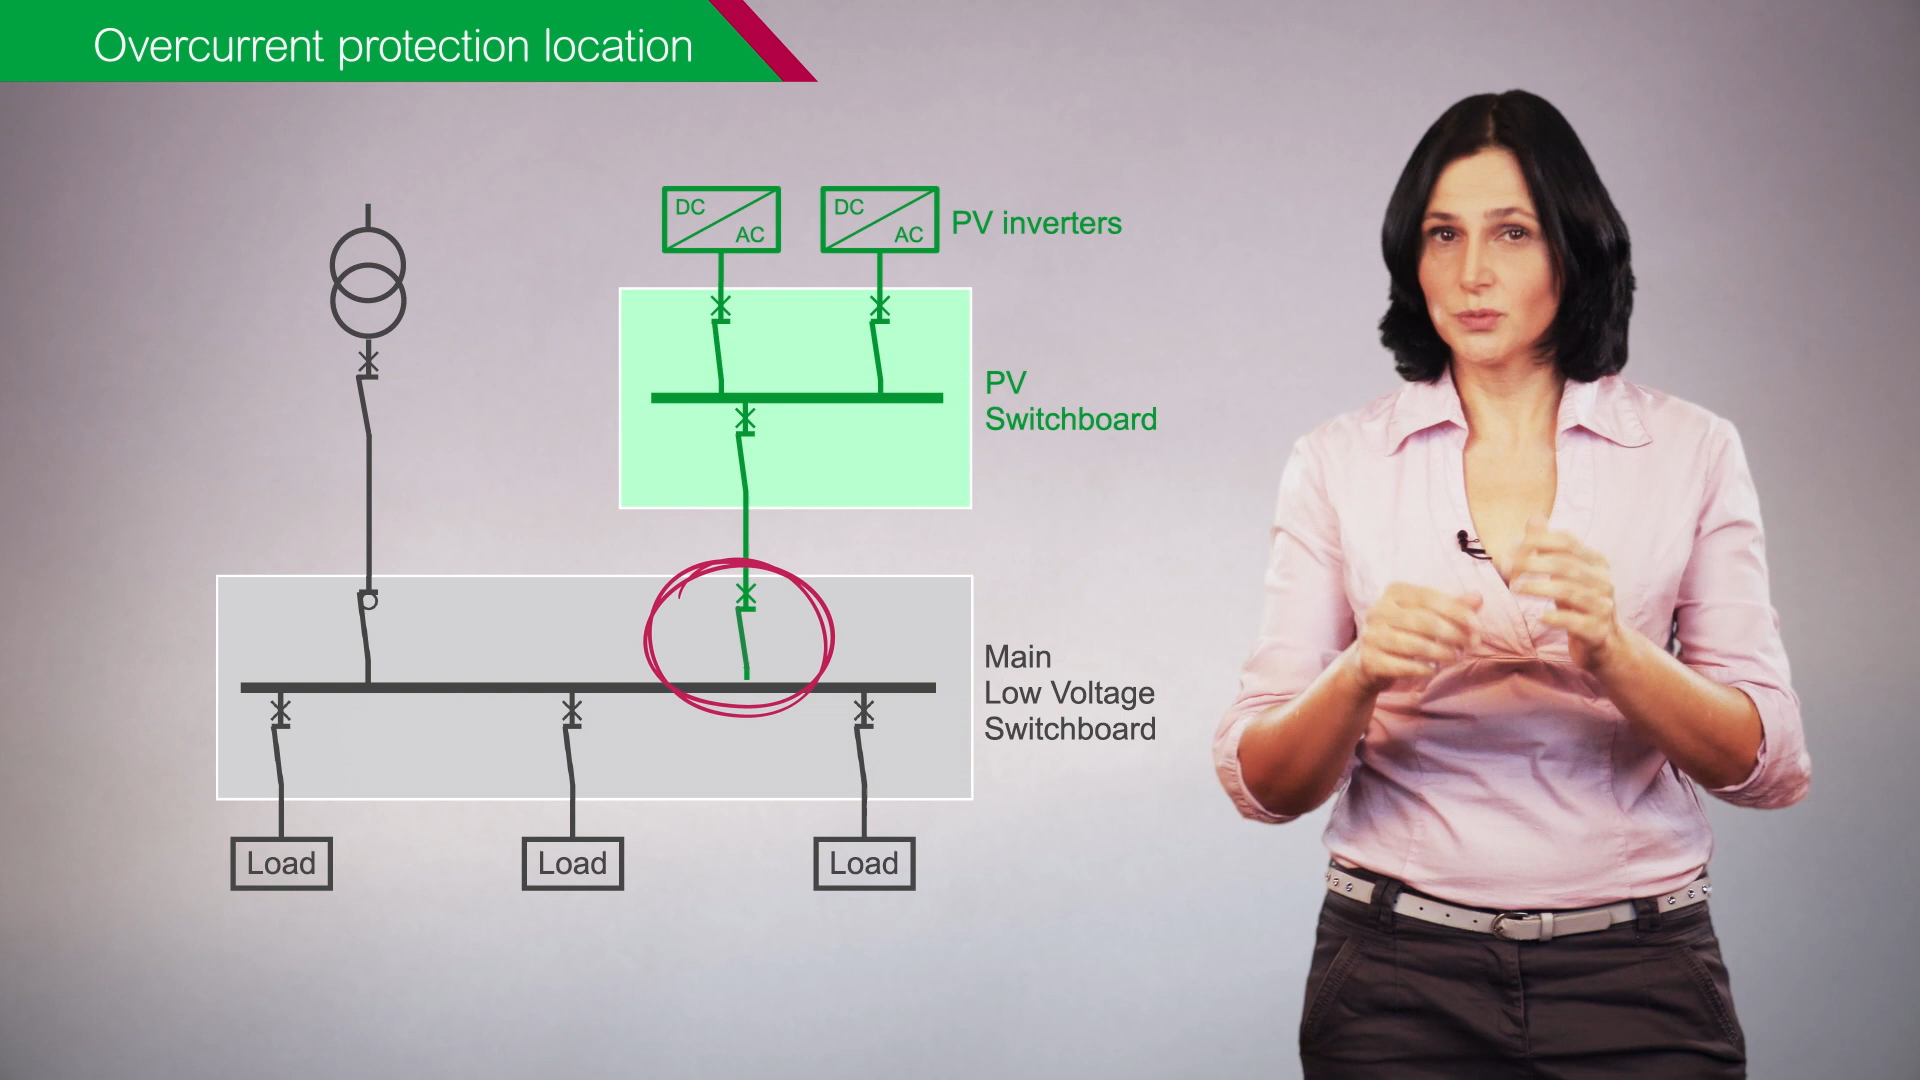 Overcurrent protection location
DC
AC
DC
AC
PV inverters
PV
Switchboard
Main
Low Voltage
Switchboard
Load
Load
Load